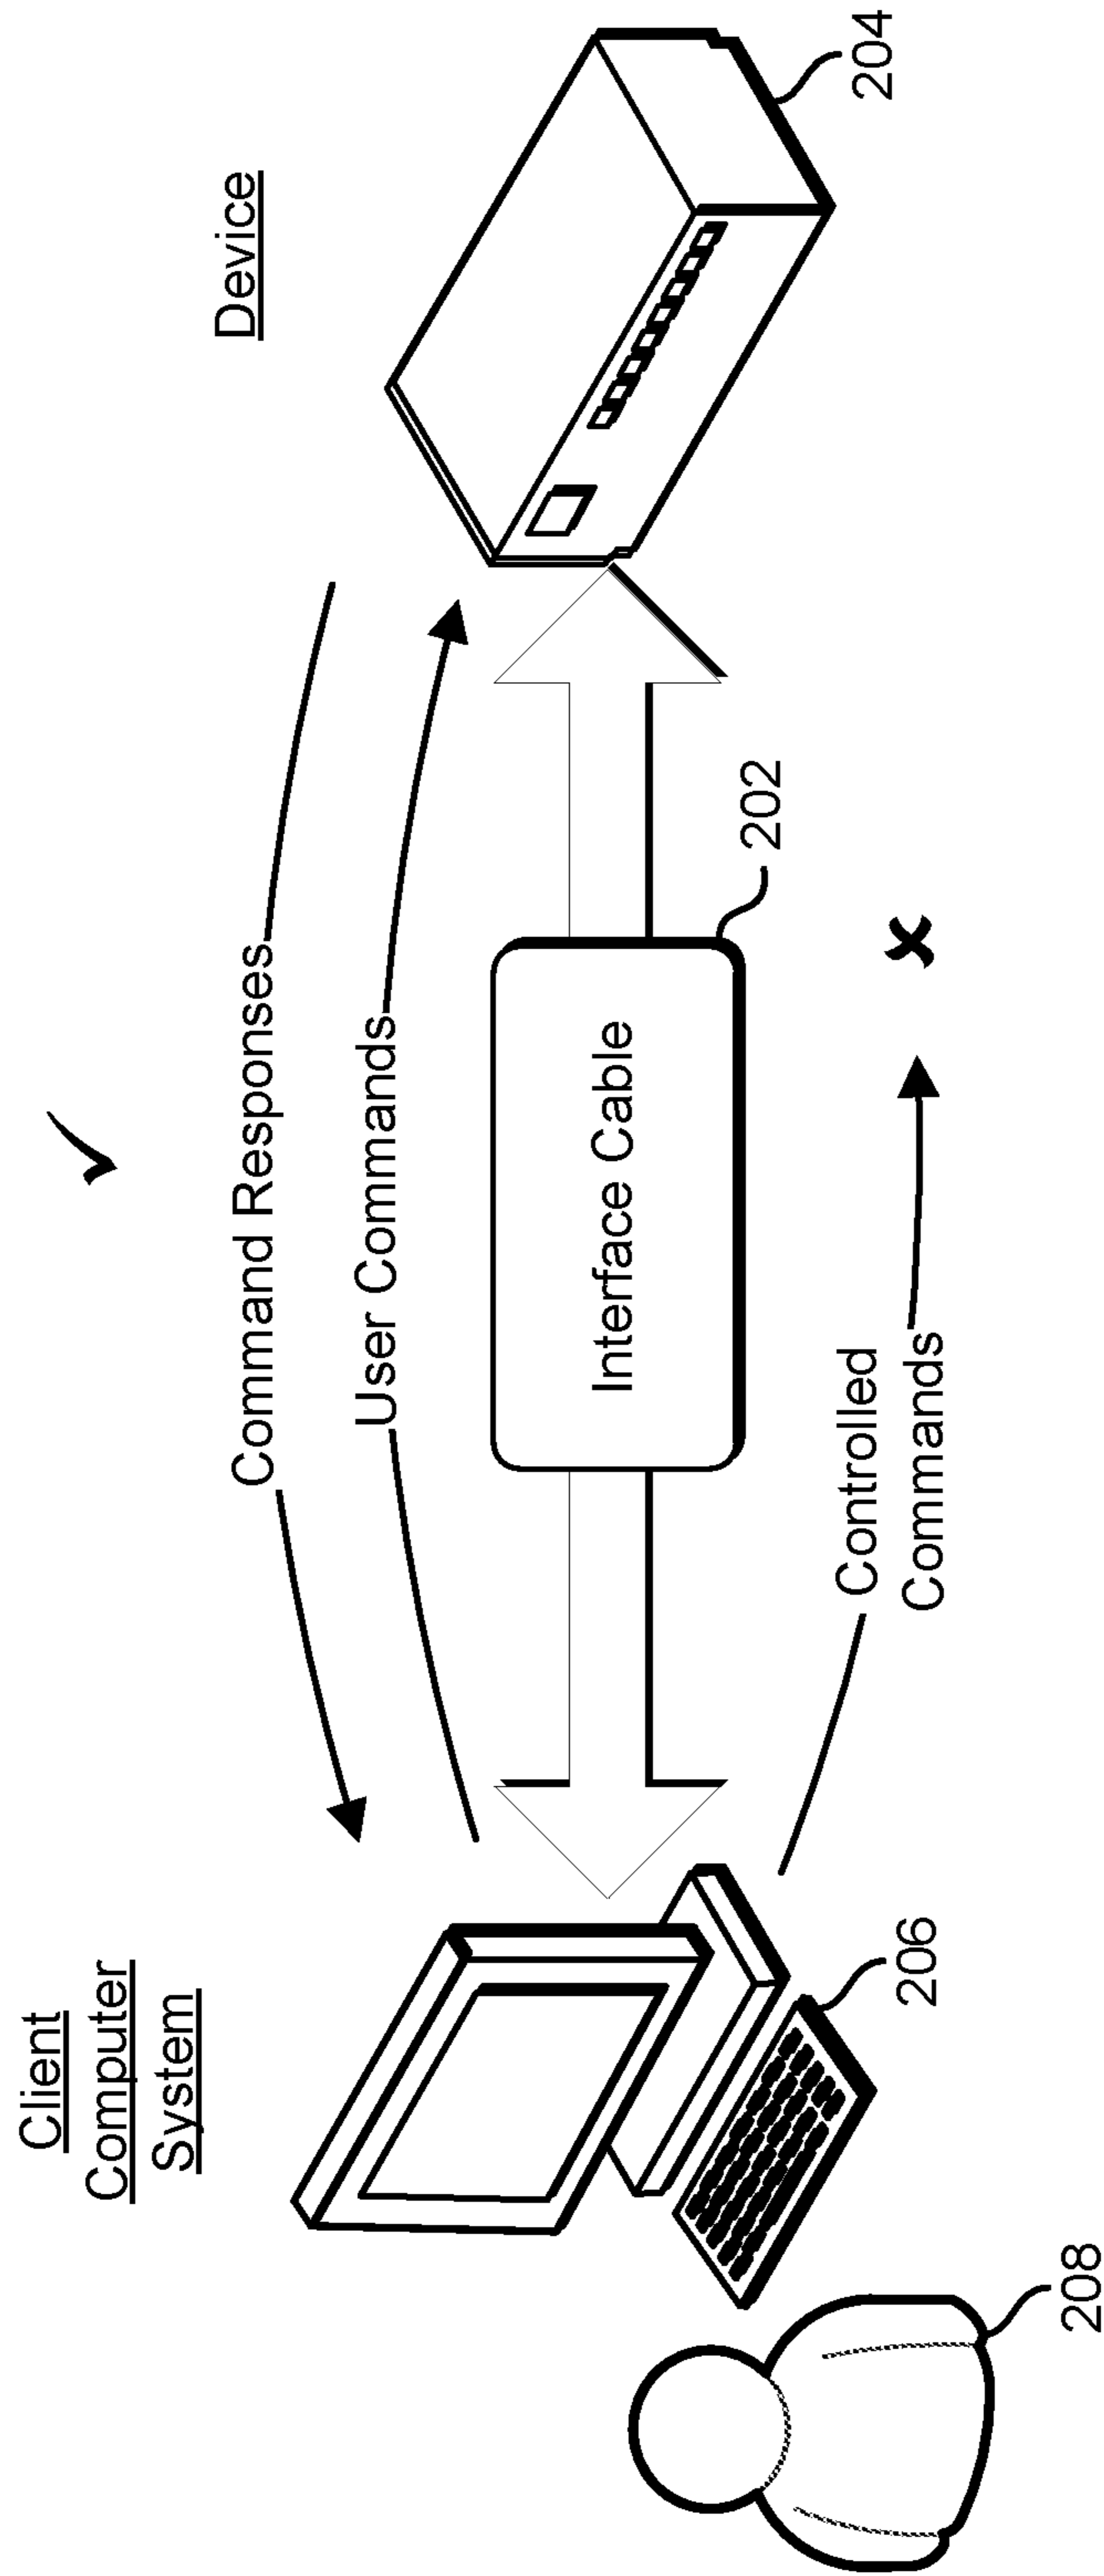 Client
Computer
System
Device
Command Responses
User Commands
Interface Cable
202
Controlled
Commands
204
206
208